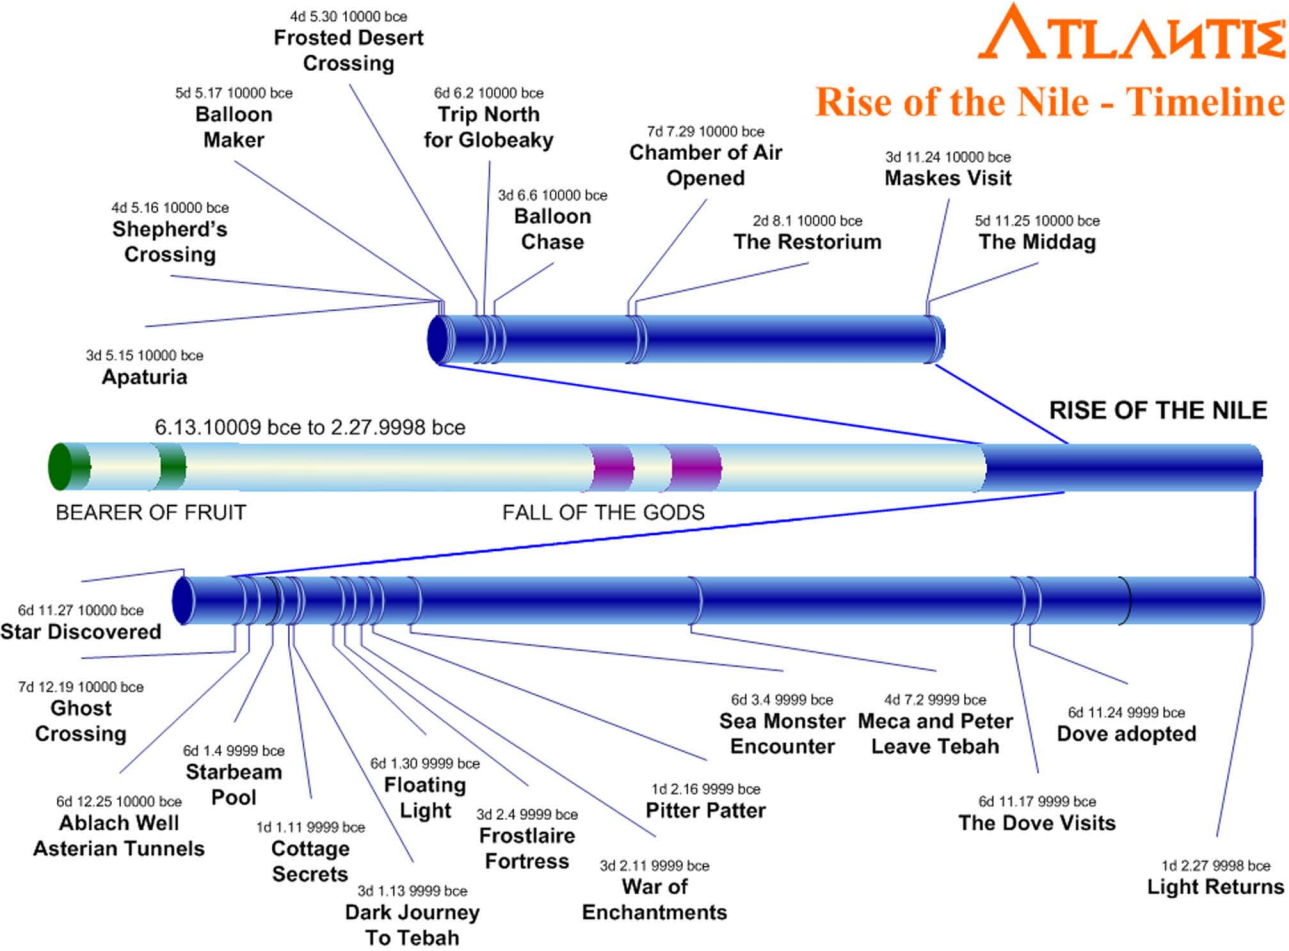 ATLANTIS
Rise of the Nile - Timeline
4d 5.30 10000 bce
Frosted Desert
Crossing
5d 5.17 10000 bce
Balloon
Maker
6d 6.2 10000 bce
Trip North
for Globeaky
7d 7.29 10000 bce
Chamber of Air
Opened
3d 11.24 10000 bce
Maskes Visit
4d 5.16 10000 bce
Shepherd's
Crossing
3d 6.6 10000 bce
Balloon
Chase
2d 8.1 10000 bce
The Restorium
5d 11.25 10000 bce
The Middag
3d 5.15 10000 bce
Apaturia
RISE OF THE NILE
6.13.10009 bce to 2.27.9998 bce
BEARER OF FRUIT
FALL OF THE GODS
6d 11.27 10000 bce
Star Discovered
7d 12.19 10000 bce
Ghost
Crossing
6d 12.25 10000 bce
Ablach Well
Asterian Tunnels
6d 1.4 9999 bce
Starbeam
Pool
1d 1.11 9999 bce
Cottage
Secrets
3d 1.13 9999 bce
Dark Journey
To Tebah
6d 1.30 9999 bce
Floating
Light
3d 2.4 9999 bce
Frostlaire
Fortress
3d 2.11 9999 bce
War of
Enchantments
1d 2.16 9999 bce
Pitter Patter
6d 3.4 9999 bce
Sea Monster
Encounter
4d 7.2 9999 bce
Meca and Peter
Leave Tebah
6d 11.17 9999 bce
The Dove Visits
6d 11.24 9999 bce
Dove adopted
1d 2.27 9998 bce
Light Returns